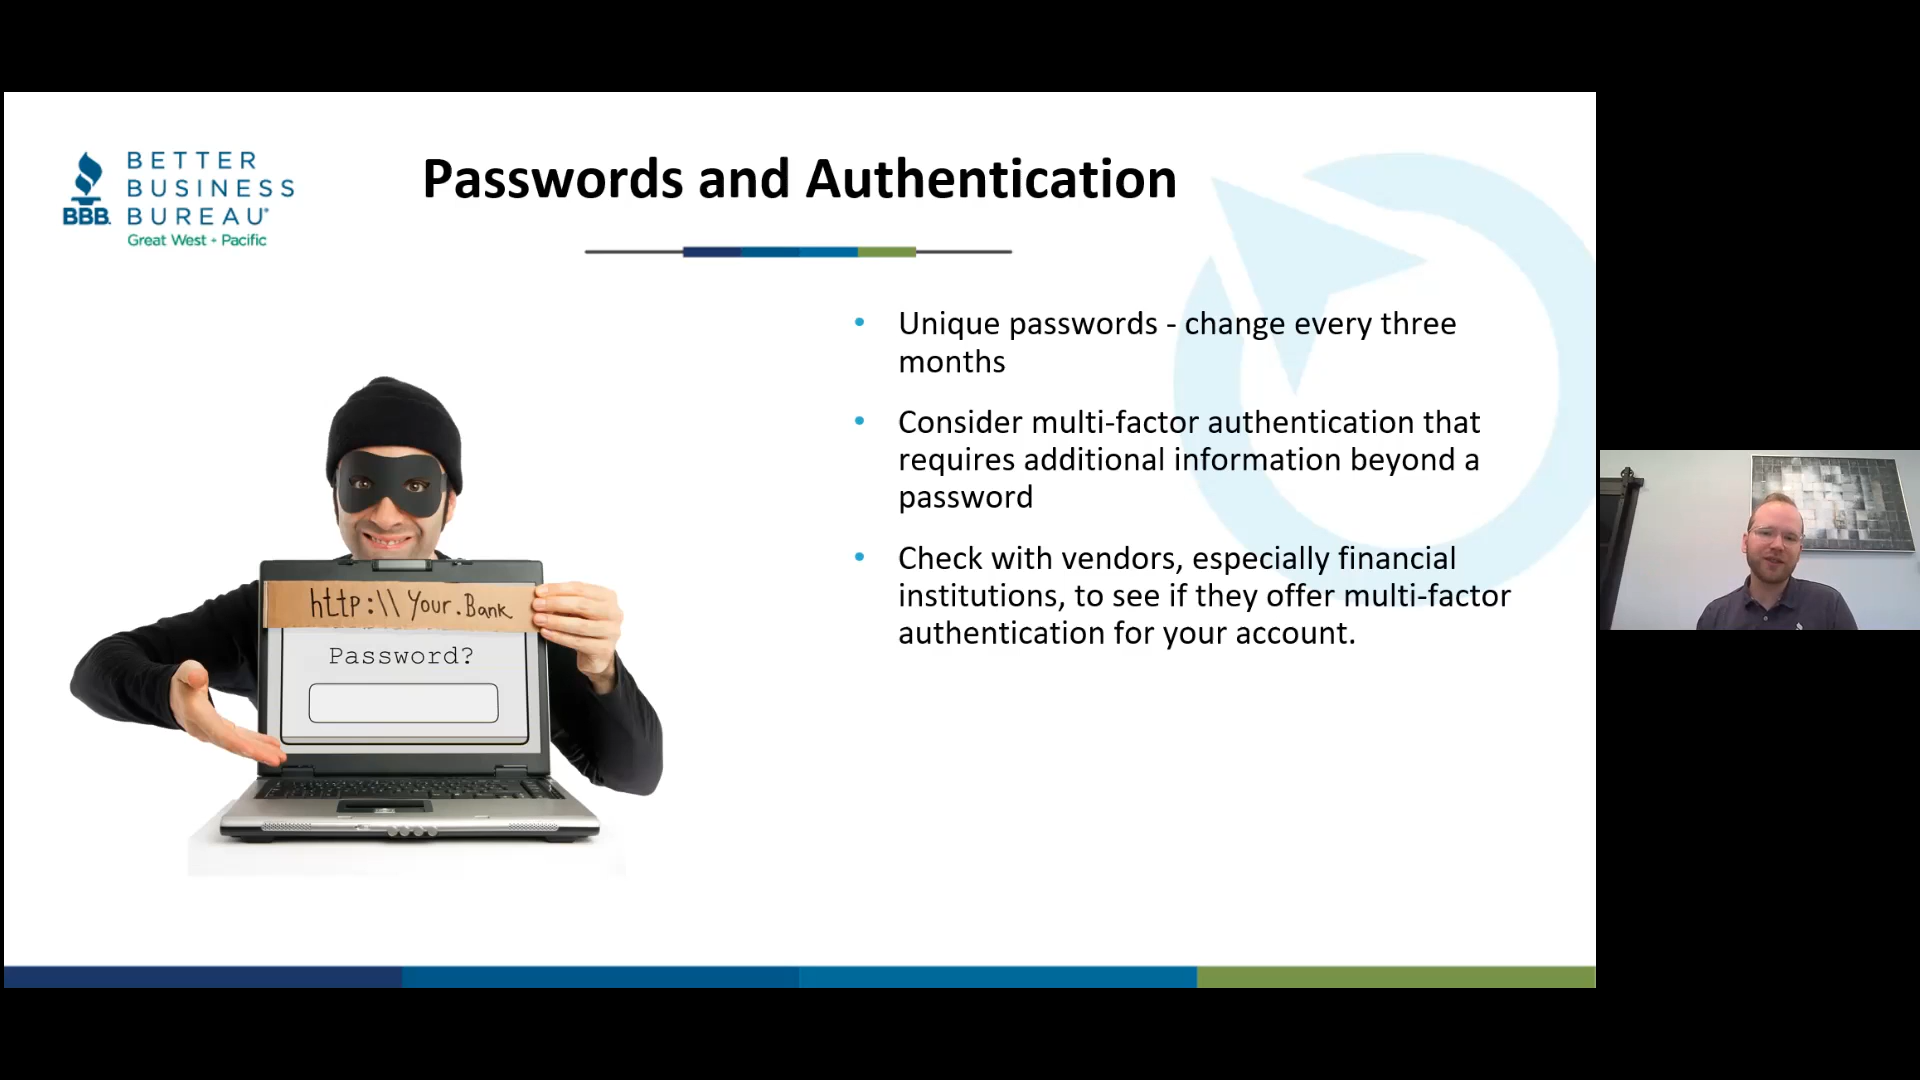 BETTER
BUSINESS
BBB. BUREAU®
Great West + Pacific
Passwords and Authentication
• Unique passwords - change every three
months
• Consider multi-factor authentication that
requires additional information beyond a
password
• Check with vendors, especially financial
institutions, to see if they offer multi-factor
authentication for your account.
http:\\ Your.Bank
Password?